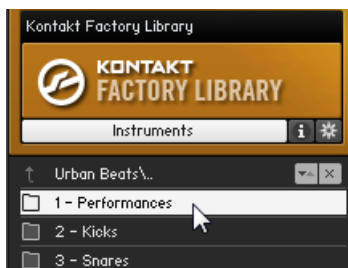 Kontakt Factory Library
KONTAKT
FACTORY LIBRARY
Instruments
Urban Beats\..
1 - Performances
2 - Kicks
3 - Snares